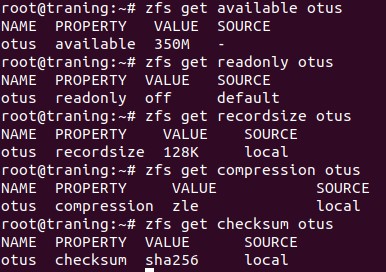 root@traning:~# zfs get available otus
NAME  PROPERTY   VALUE  SOURCE
otus  available  350M   -
root@traning:~# zfs get readonly otus
NAME  PROPERTY  VALUE   SOURCE
otus  readonly  off     default
root@traning:~# zfs get recordsize otus
NAME  PROPERTY    VALUE    SOURCE
otus  recordsize  128K     local
root@traning:~# zfs get compression otus
NAME  PROPERTY     VALUE           SOURCE
otus  compression  zle             local
root@traning:~# zfs get checksum otus
NAME  PROPERTY  VALUE      SOURCE
otus  checksum  sha256     local